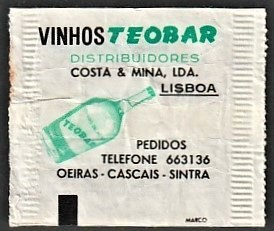 VINHOS TEOBAR
DISTRIBUIDORES
COSTA & MINA, LDA.
LISBOA
TEOBAR
PEDIDOS
TELEFONE 663136
OEIRAS - CASCAIS - SINTRA
MARCO